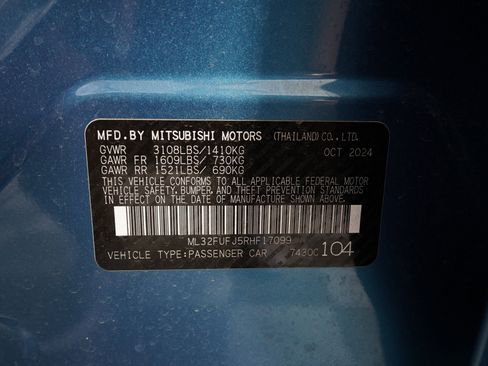 MFD.BY MITSUBISHI MOTORS (THAILAND)CO.,LTD.
GVWR 3108LBS/1410KG OCT 2024
GAWR FR 1609LBS/ 730KG
GAWR RR 1521LBS/ 690KG
THIS VEHICLE CONFORMS TO ALL APPLICABLE FEDERAL MOTOR
VEHICLE SAFETY,BUMPER,AND THEFT PREVENTION STANDARDS
IN EFFECT ON THE DATE OF MANUFACTURE SHOWN ABOVE.
ML32FUFJ5RHF17099
VEHICLE TYPE:PASSENGER CAR 7430C 104